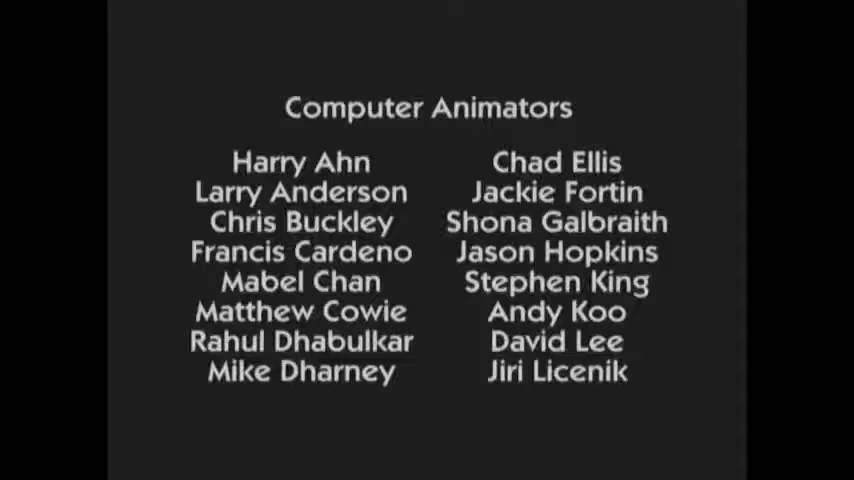 Computer Animators
Harry Ahn
Larry Anderson
Chris Buckley
Francis Cardeno
Mabel Chan
Matthew Cowie
Rahul Dhabulkar
Mike Dharney
Chad Ellis
Jackie Fortin
Shona Galbraith
Jason Hopkins
Stephen King
Andy Koo
David Lee
Jiri Licenik